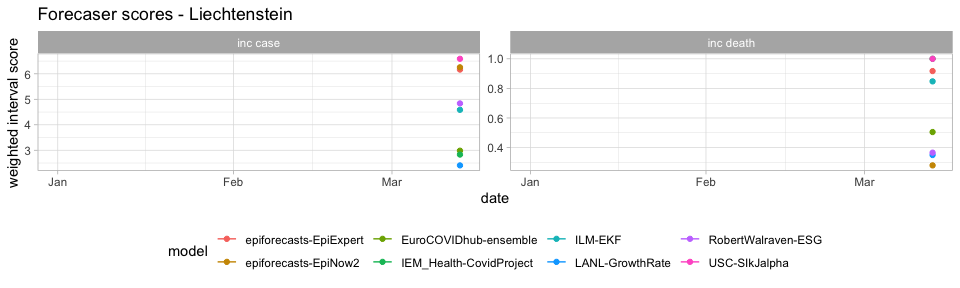 Forecaser scores - Liechtenstein
inc case
inc death
weighted interval score
6
5
4
3
1.0
0.8
0.6
0.4
Jan Feb Mar
Jan Feb Mar
date
model
epiforecasts-EpiExpert EuroCOVIDhub-ensemble ILM-EKF RobertWalraven-ESG
epiforecasts-EpiNow2 IEM_Health-CovidProject LANL-GrowthRate USC-SIkJalpha